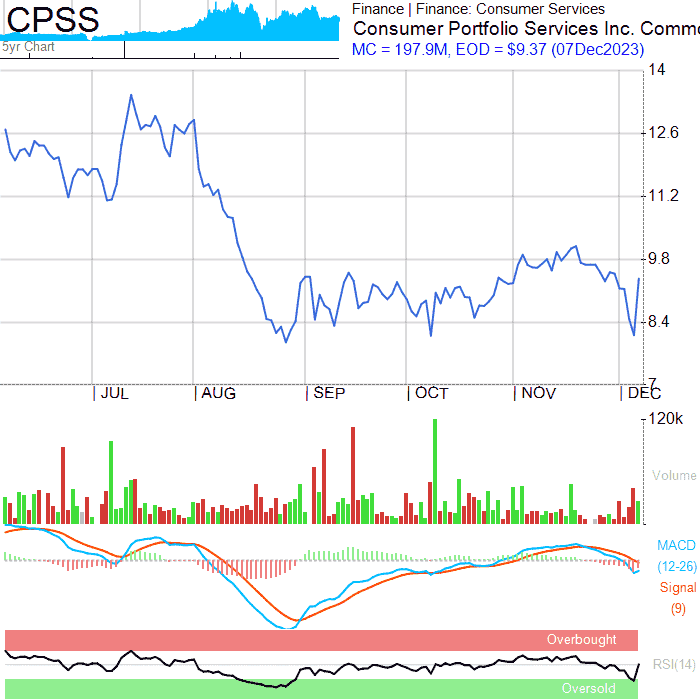 CPSS
5yr Chart
Finance | Finance: Consumer Services
Consumer Portfolio Services Inc. Commo
MC = 197.9M, EOD = $9.37 (07Dec2023)
14
12.6
11.2
9.8
8.4
7
JUL
AUG
SEP
OCT
NOV
DEC
120k
Volume
MACD
(12-26)
Signal
(9)
Overbought
RSI(14)
Oversold